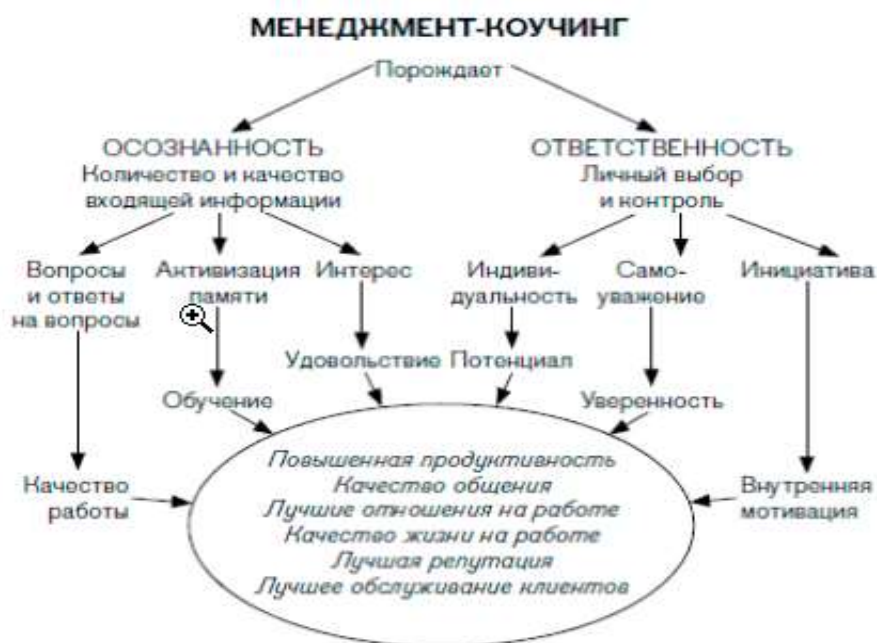 МЕНЕДЖМЕНТ-КОУЧИНГ
Порождает
ОСОЗНАННОСТЬ
Количество и качество
входящей информации
ОТВЕТСТВЕННОСТЬ
Личный выбор
и контроль
Вопросы
и ответы
на вопросы
Активизация
памяти
Интерес
Индиви-
дуальность
Само-
уважение
Инициатива
Удовольствие
Потенциал
Обучение
Уверенность
Качество
работы
Внутренняя
мотивация
Повышенная продуктивность
Качество общения
Лучшие отношения на работе
Качество жизни на работе
Лучшая репутация
Лучшее обслуживание клиентов